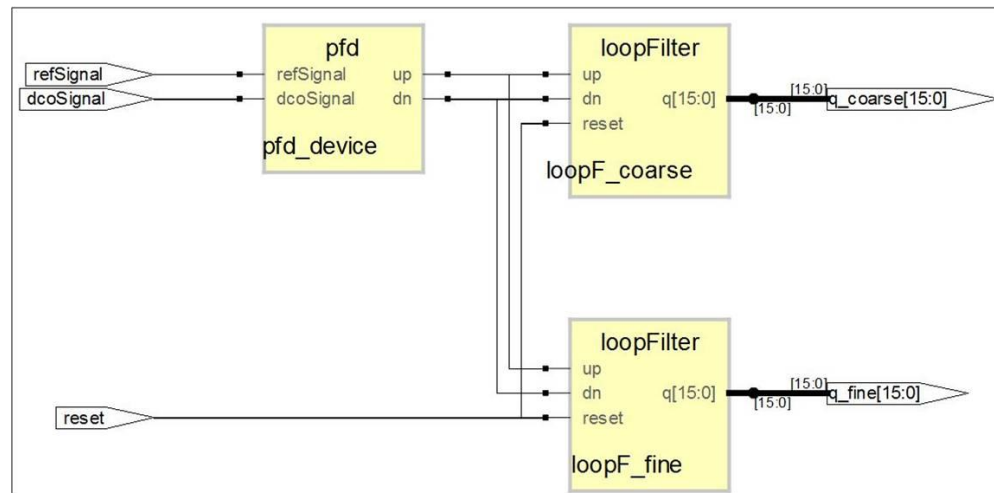 pfd
loopFilter
refSignal
refSignal up
up
[15:0]
dcoSignal
dcoSignal dn
dn q[15:0]
q_coarse[15:0]
[15:0]
reset
pfd_device
loopF_coarse
loopFilter
up
[15:0]
dn q[15:0]
q_fine[15:0]
[15:0]
reset
reset
loopF_fine